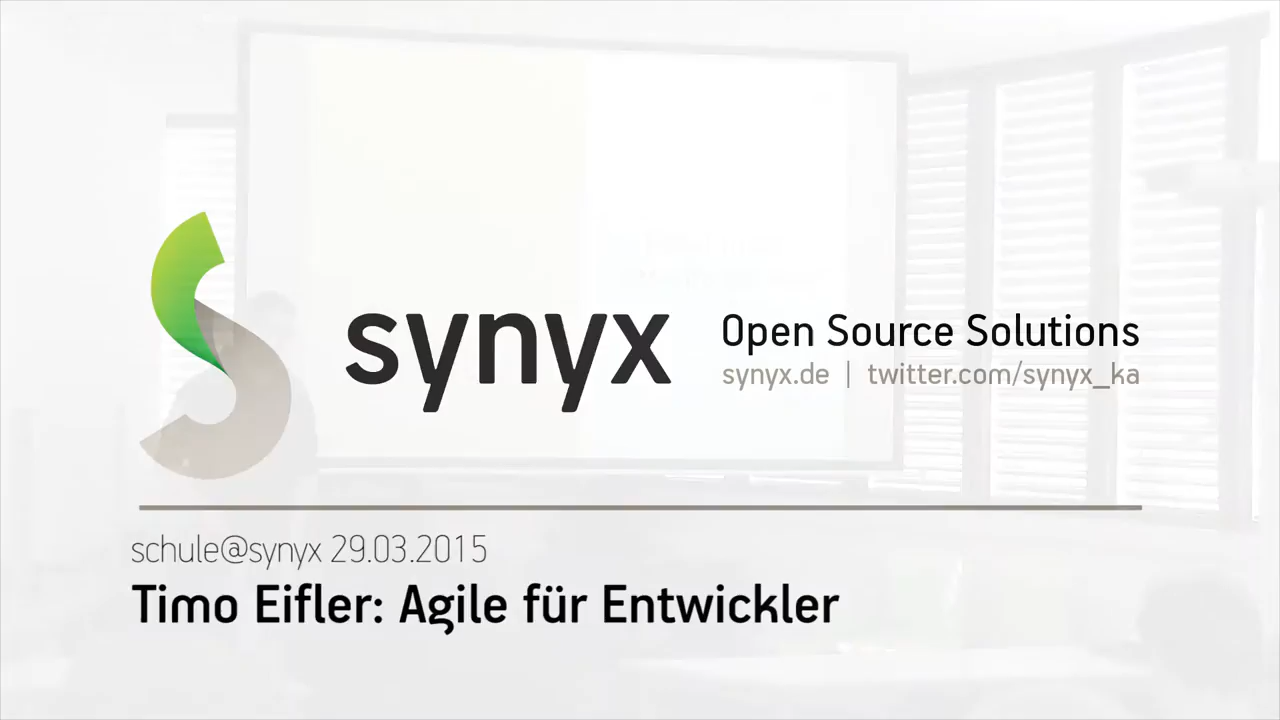 synyx
Open Source Solutions
synyx.de | twitter.com/synyx_ka
schule@synyx 29.03.2015
Timo Eifler: Agile für Entwickler